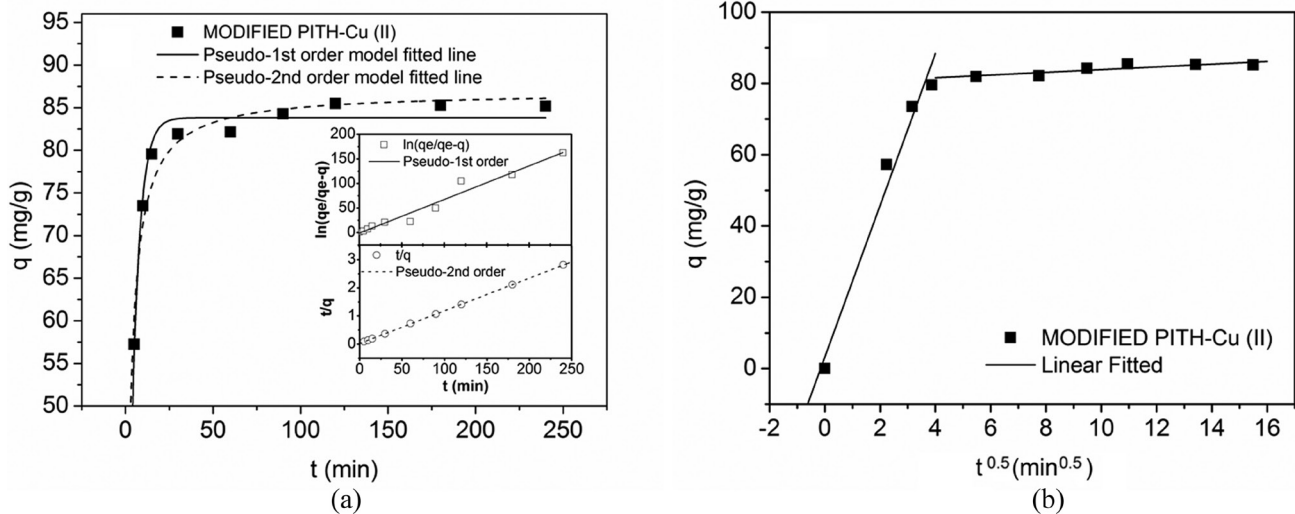 95
90
85
80
75
70
65
60
55
50
q (mg/g)
MODIFIED PITH-Cu (II)
Pseudo-1st order model fitted line
Pseudo-2nd order model fitted line
200
150
100
50
0
ln(qe/qe-q)
ln(qe/qe-q)
Pseudo-1st order
3
2
1
0
t/q
t/q
Pseudo-2nd order
0 50 100 150 200 250
t (min)
0 50 100 150 200 250
t (min)
(a)
100
80
60
40
20
0
q (mg/g)
MODIFIED PITH-Cu (II)
Linear Fitted
-2 0 2 4 6 8 10 12 14 16
t^0.5 (min^0.5)
(b)